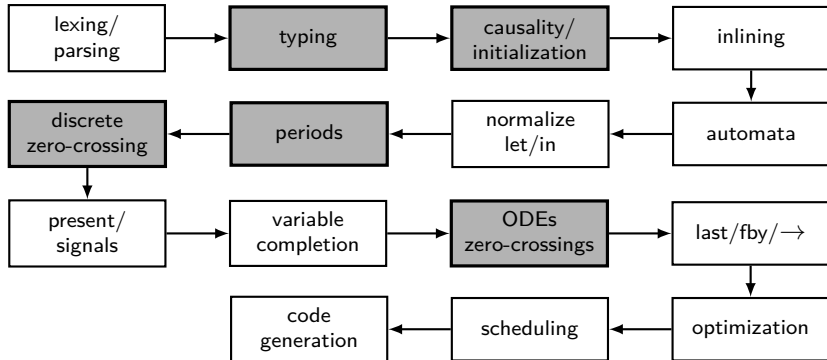 lexing/
parsing
typing
causality/
initialization
inlining
discrete
zero-crossing
periods
normalize
let/in
automata
present/
signals
variable
completion
ODEs
zero-crossings
last/fby/→
code
generation
scheduling
optimization